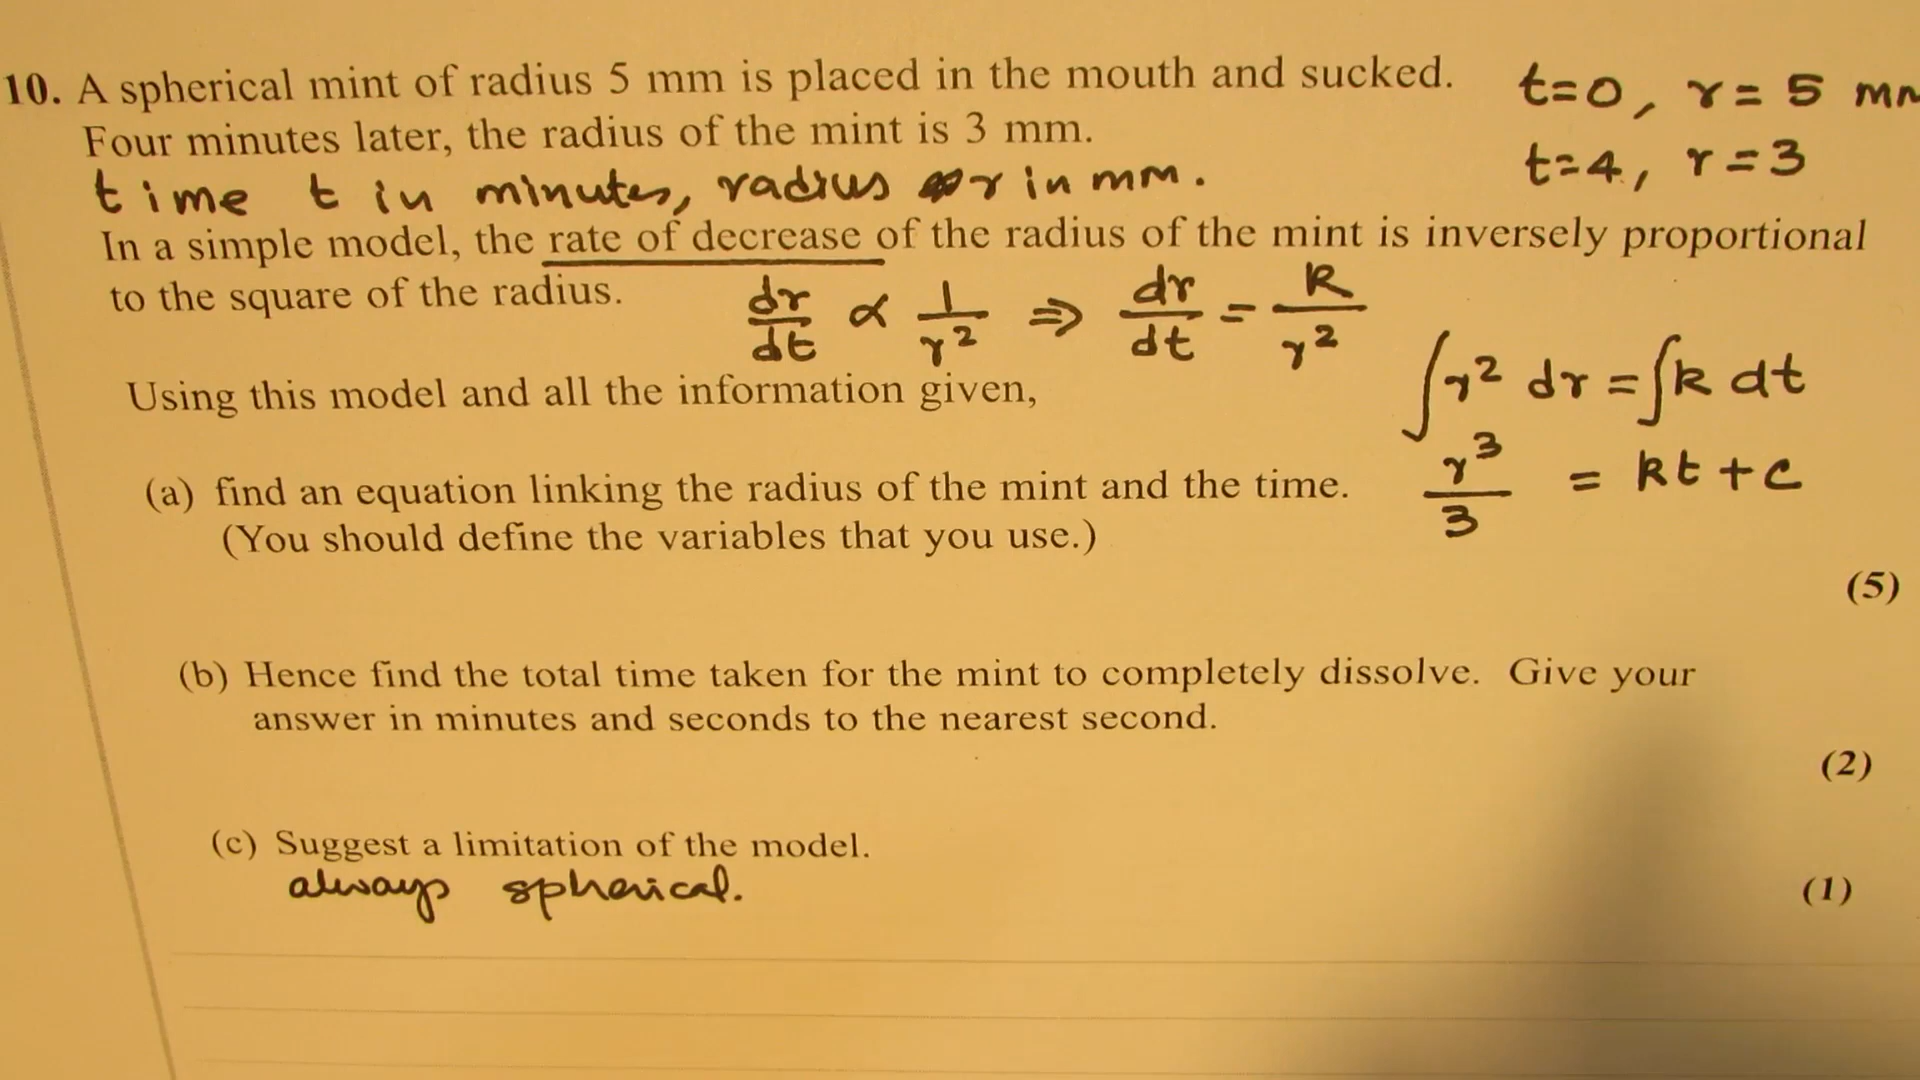 10. A spherical mint of radius 5 mm is placed in the mouth and sucked.
t=0, r = 5 mm
Four minutes later, the radius of the mint is 3 mm.
t=4, r = 3
time t in minutes, radius r in mm.
In a simple model, the rate of decrease of the radius of the mint is inversely proportional
to the square of the radius.
dr/dt ∝ 1/r² ⇒ dr/dt = k/r²
∫r² dr = ∫k dt
Using this model and all the information given,
r³/3 = kt + c
(a) find an equation linking the radius of the mint and the time.
(You should define the variables that you use.)
(5)
(b) Hence find the total time taken for the mint to completely dissolve. Give your
answer in minutes and seconds to the nearest second.
(2)
(c) Suggest a limitation of the model.
always spherical.
(1)